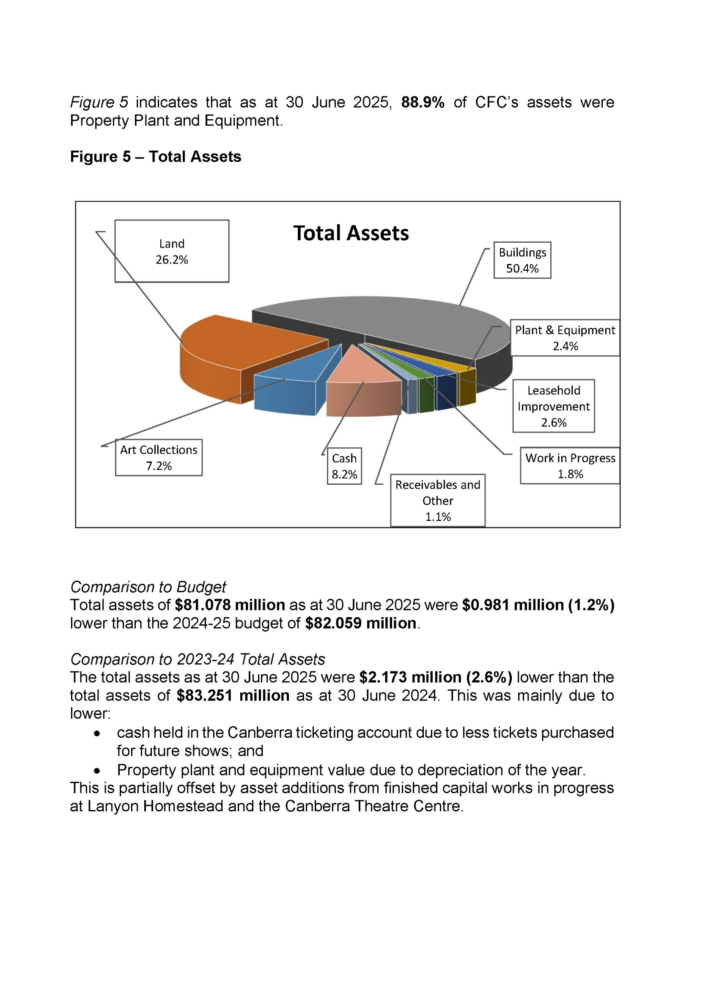 Figure 5 indicates that as at 30 June 2025, 88.9% of CFC’s assets were
Property Plant and Equipment.
Figure 5 – Total Assets
Total Assets
Land
26.2%
Buildings
50.4%
Plant & Equipment
2.4%
Leasehold
Improvement
2.6%
Art Collections
7.2%
Cash
8.2%
Work in Progress
1.8%
Receivables and
Other
1.1%
Comparison to Budget
Total assets of $81.078 million as at 30 June 2025 were $0.981 million (1.2%)
lower than the 2024-25 budget of $82.059 million.
Comparison to 2023-24 Total Assets
The total assets as at 30 June 2025 were $2.173 million (2.6%) lower than the
total assets of $83.251 million as at 30 June 2024. This was mainly due to
lower:
• cash held in the Canberra ticketing account due to less tickets purchased
for future shows; and
• Property plant and equipment value due to depreciation of the year.
This is partially offset by asset additions from finished capital works in progress
at Lanyon Homestead and the Canberra Theatre Centre.